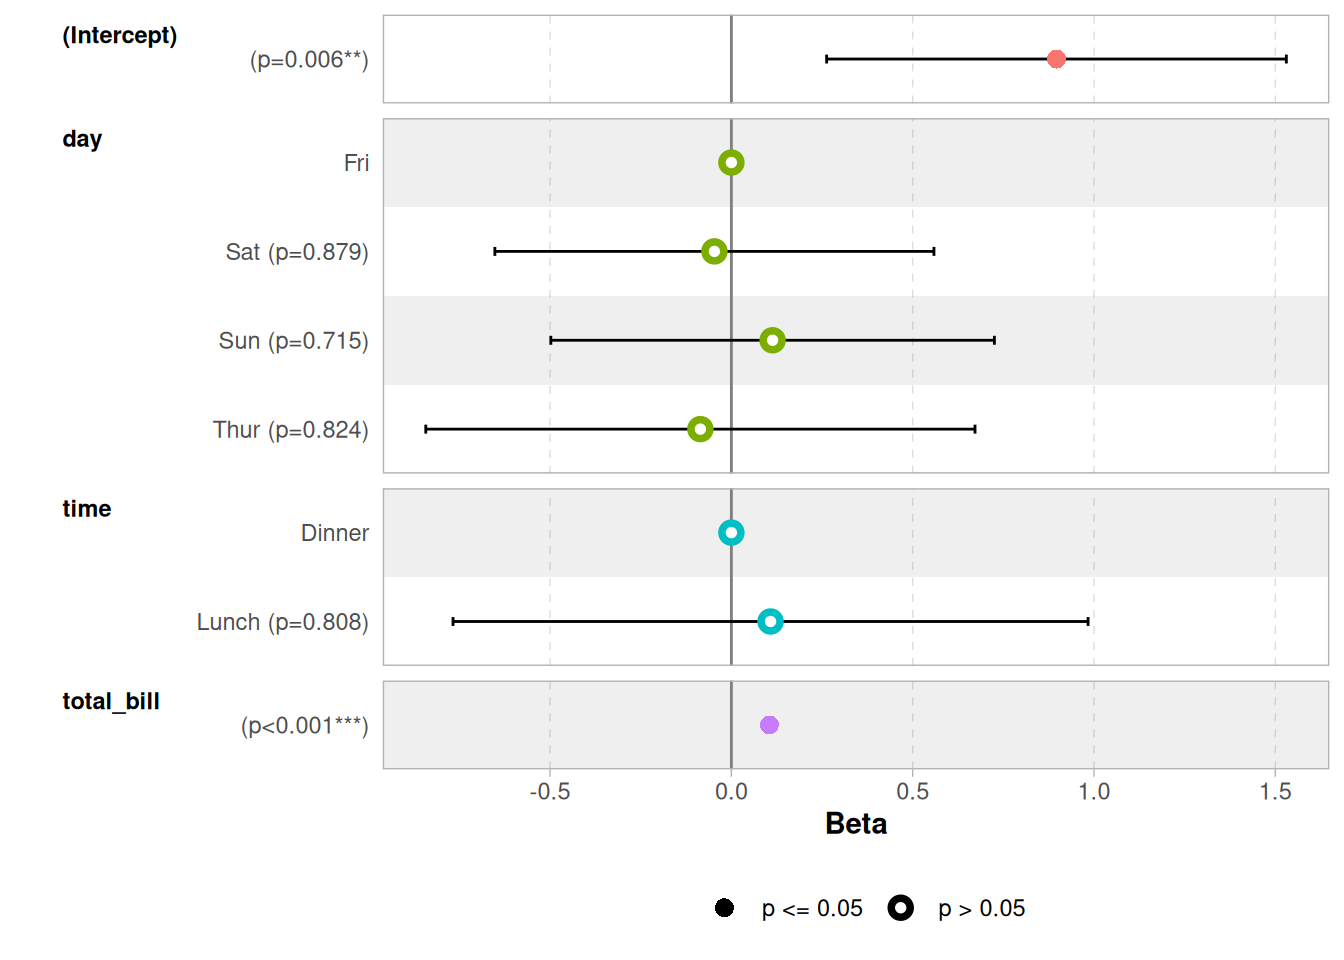 (Intercept)
(p=0.006**)
day
Fri
Sat (p=0.879)
Sun (p=0.715)
Thur (p=0.824)
time
Dinner
Lunch (p=0.808)
total_bill
(p<0.001***)
-0.5 0.0 0.5 1.0 1.5
Beta
p <= 0.05 p > 0.05